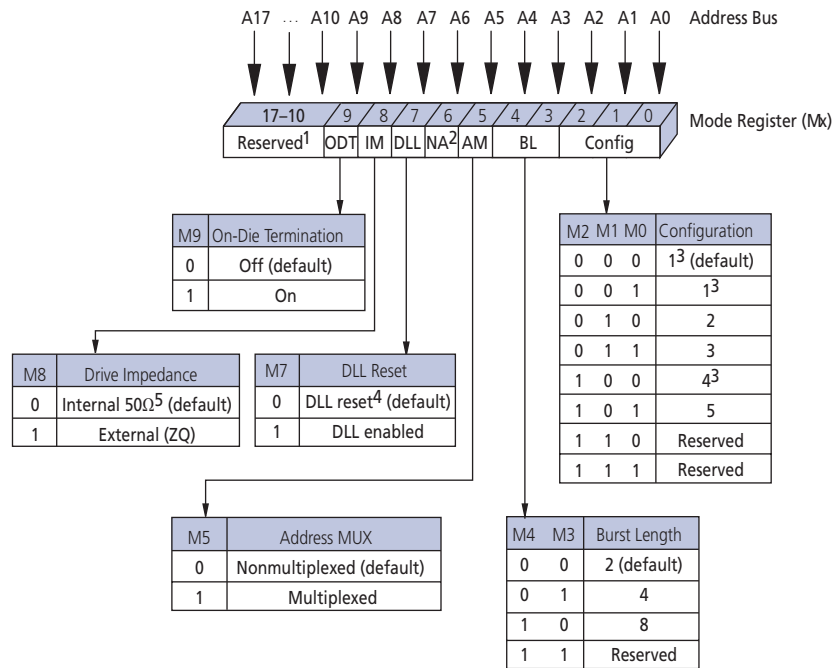 A17 ... A10 A9 A8 A7 A6 A5 A4 A3 A2 A1 A0 Address Bus
17–10 9 8 7 6 5 4 3 2 1 0
Mode Register (Mx)
Reserved1 ODT IM DLL NA2 AM BL Config
M9 On-Die Termination
0 Off (default)
1 On
M2 M1 M0 Configuration
0 0 0 13 (default)
0 0 1 13
0 1 0 2
0 1 1 3
1 0 0 43
1 0 1 5
1 1 0 Reserved
1 1 1 Reserved
M8 Drive Impedance
0 Internal 50Ω5 (default)
1 External (ZQ)
M7 DLL Reset
0 DLL reset4 (default)
1 DLL enabled
M5 Address MUX
0 Nonmultiplexed (default)
1 Multiplexed
M4 M3 Burst Length
0 0 2 (default)
0 1 4
1 0 8
1 1 Reserved